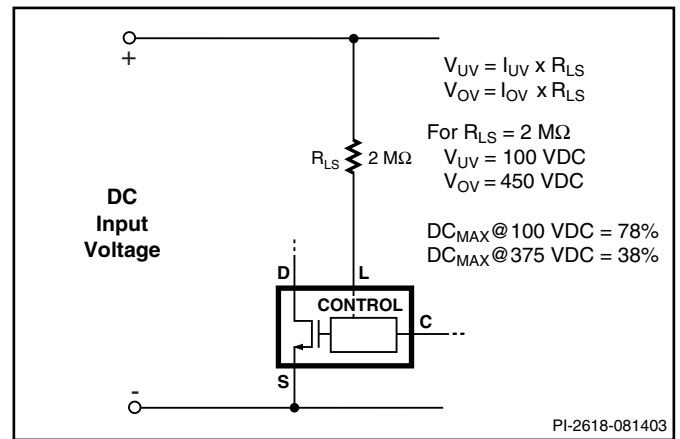 +
V_UV = I_UV x R_LS
V_OV = I_OV x R_LS
For R_LS = 2 MΩ
V_UV = 100 VDC
V_OV = 450 VDC
R_LS 2 MΩ
DC
Input
Voltage
DC_MAX@100 VDC = 78%
DC_MAX@375 VDC = 38%
D L
CONTROL
C
S
-
PI-2618-081403